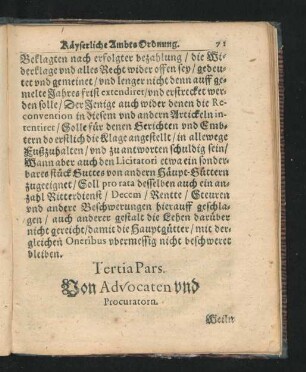 Käyserliche Ambts Ordnung. 71
Beklagten nach erfolgter bezahlung / die Wi-
derklage vnd alles Recht wider offen sey / gedeu-
tet vnd gemeinet / vnd lenger nicht denn auff ge-
melte Jahres frist extendiret / vnd erstrecket wer-
den solle / Der Jenige auch wider denen die Re-
convention in diesem vnd andern Artickeln in-
tentiret / Solle für denen Gerichten vnd Emb-
tern do erstlich die Klage angestellt / in allewege
Fußzuhalten / vnd zu antworten schuldig sein /
Wann aber auch den Licitatori etwa ein sonder-
bares stück Guttes von andern Häupt-Güttern
zugeeignet / Soll pro rata desselben auch ein an-
zahl Ritterdienst / Decem / Rentte / Steuren
vnd andere Beschwerungen hierauff geschla-
gen / auch anderer gestalt die Lehen darüber
nicht gereicht / damit die Hauptgütter / mit der-
gleichen Oneribus vbermessig nicht beschweret
bleiben.
Tertia Pars.
Von Advocaten vnd
Procuratorn.
Weiln